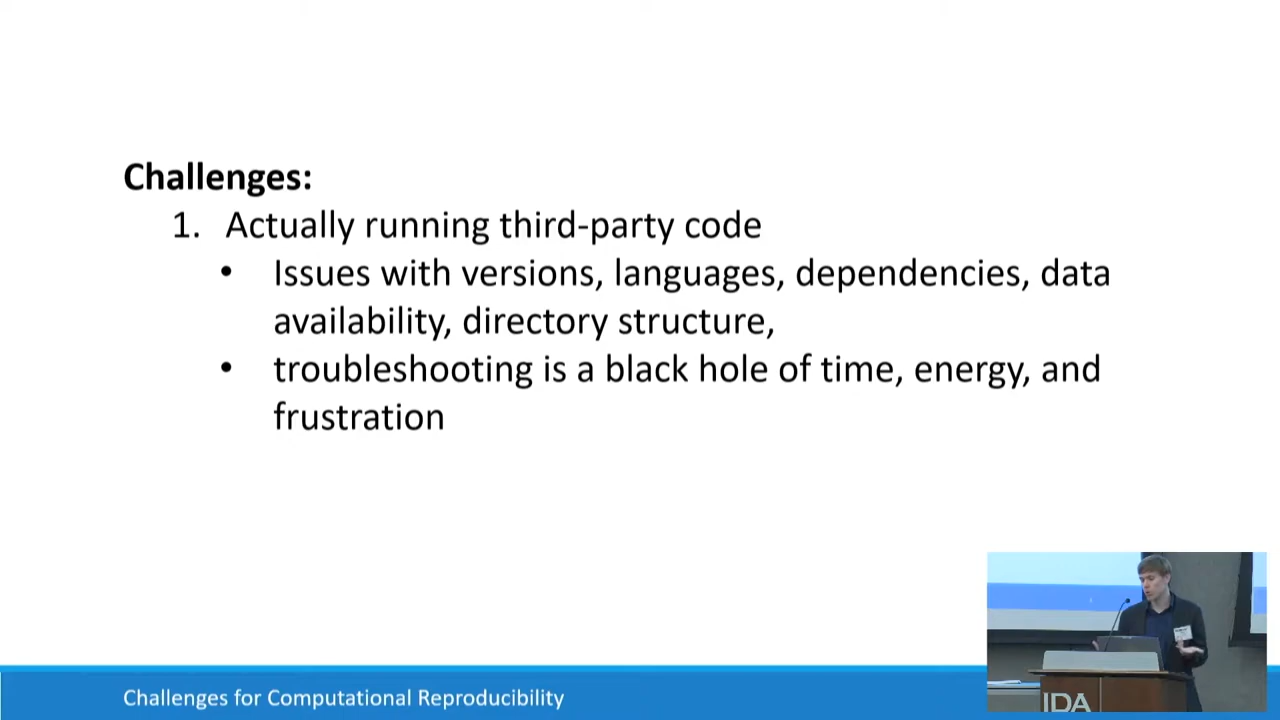 Challenges:
1. Actually running third-party code
• Issues with versions, languages, dependencies, data
availability, directory structure,
• troubleshooting is a black hole of time, energy, and
frustration
Challenges for Computational Reproducibility
IDA